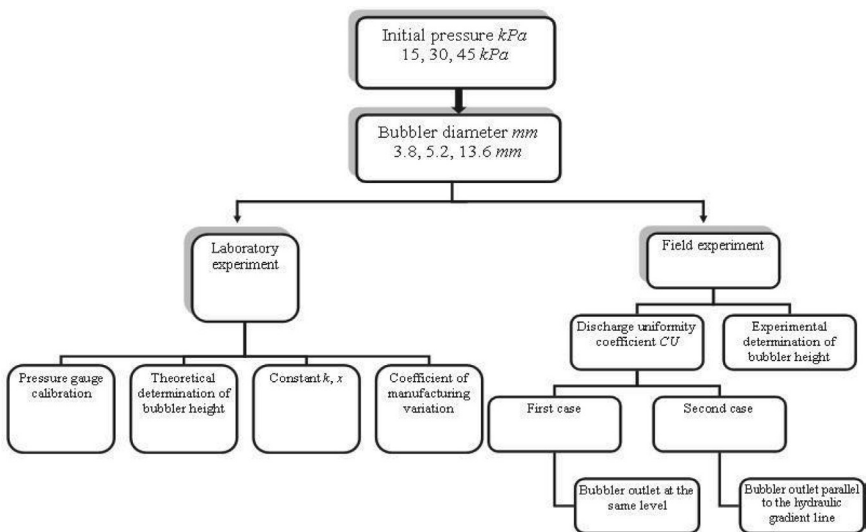 Initial pressure kPa
15, 30, 45 kPa
Bubbler diameter mm
3.8, 5.2, 13.6 mm
Laboratory
experiment
Field experiment
Discharge uniformity
coefficient CU
Experimental
determination of
bubbler height
Pressure gauge
calibration
Theoretical
determination of
bubbler height
Constant k, x
Coefficient of
manufacturing
variation
First case
Second case
Bubbler outlet at the
same level
Bubbler outlet parallel
to the hydraulic
gradient line